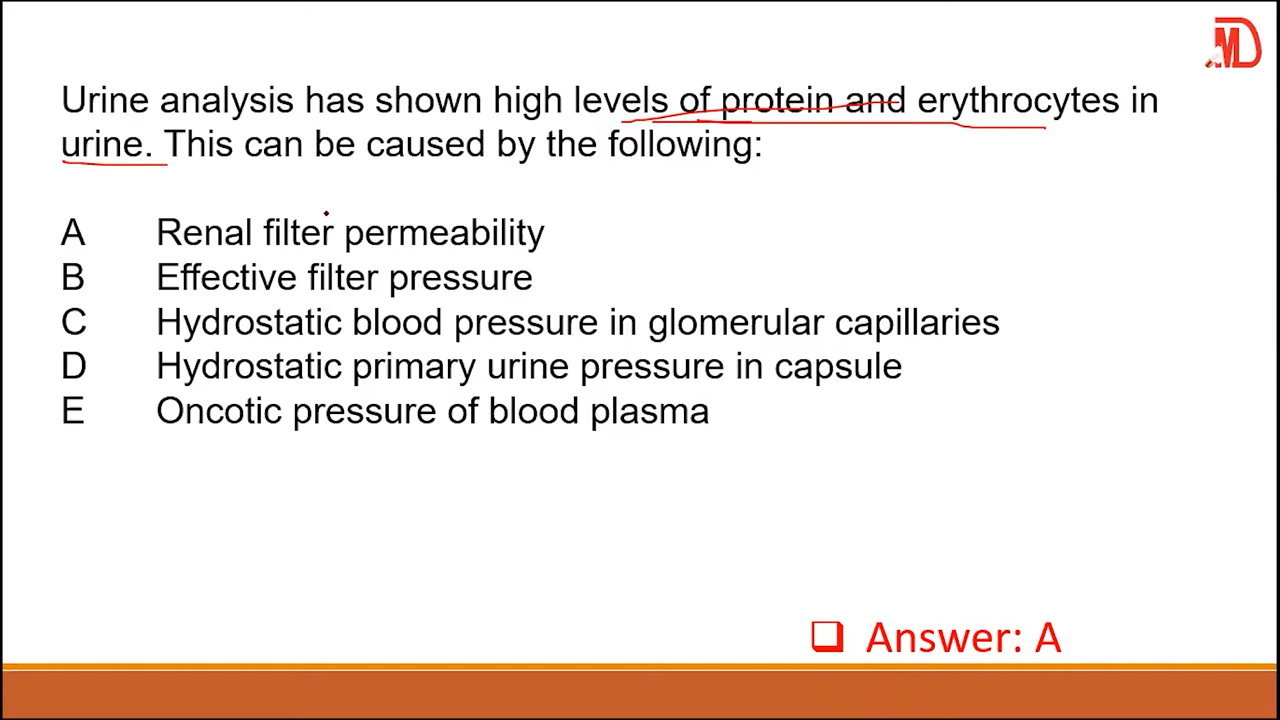 MD
Urine analysis has shown high levels of protein and erythrocytes in
urine. This can be caused by the following:
A Renal filter permeability
B Effective filter pressure
C Hydrostatic blood pressure in glomerular capillaries
D Hydrostatic primary urine pressure in capsule
E Oncotic pressure of blood plasma
Answer: A